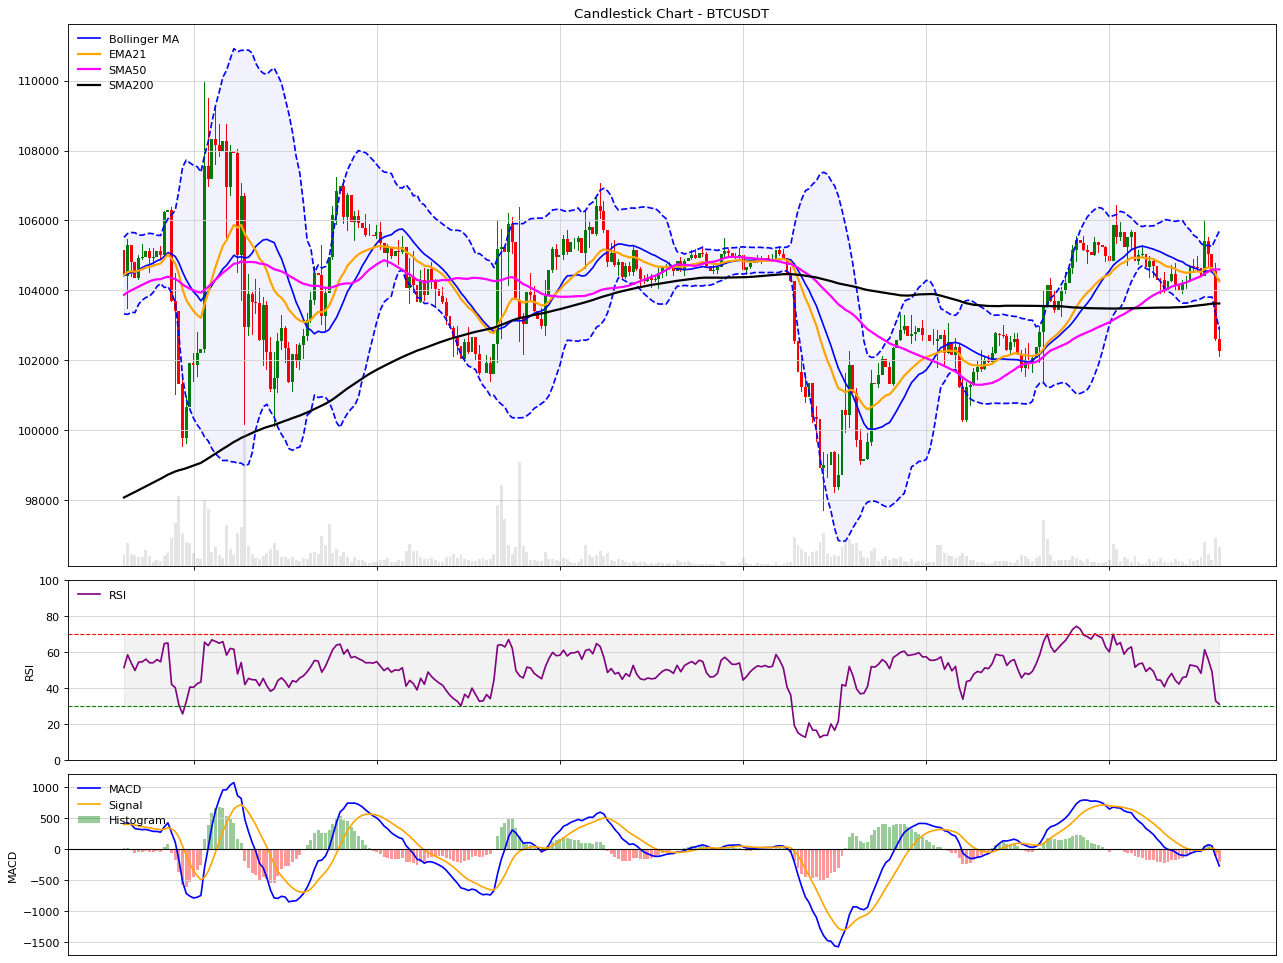 Candlestick Chart - BTCUSDT
Bollinger MA
EMA21
SMA50
SMA200
110000
108000
106000
104000
102000
100000
98000
RSI
RSI
100
80
60
40
20
0
MACD
Signal
Histogram
MACD
1000
500
0
−500
−1000
−1500